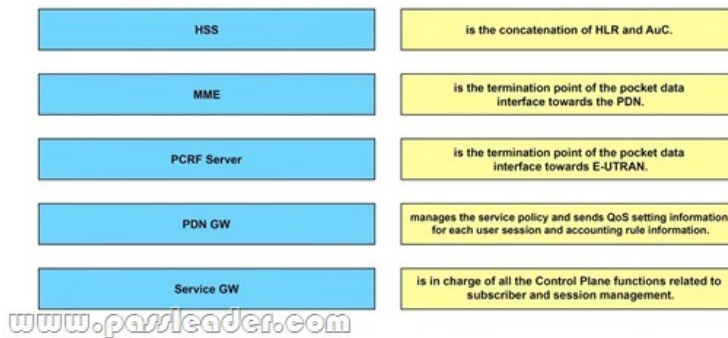 HSS
is the concatenation of HLR and AuC.
MME
is the termination point of the pocket data
interface towards the PDN.
PCRF Server
is the termination point of the pocket data
interface towards E-UTRAN.
PDN GW
manages the service policy and sends QoS setting information
for each user session and accounting rule information.
Service GW
is in charge of all the Control Plane functions related to
subscriber and session management.
www.passleader.com